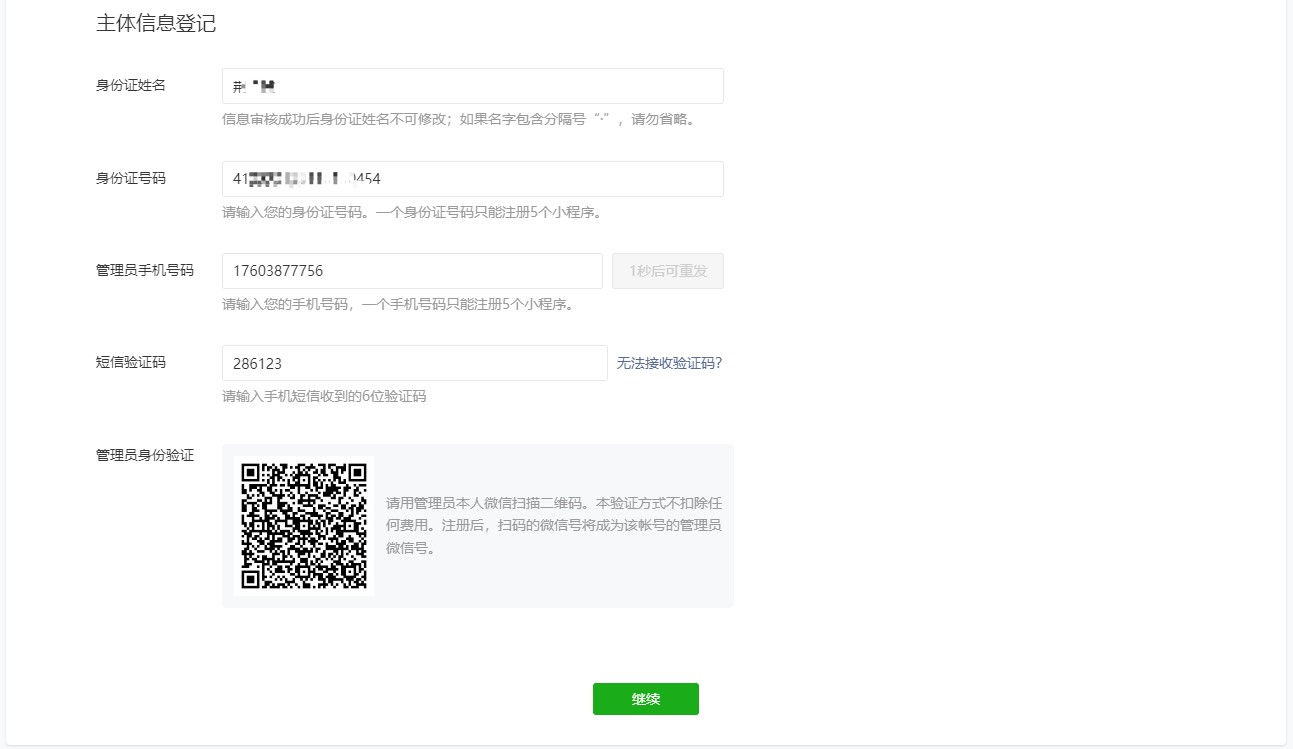 主体信息登记
身份证姓名
荆
信息审核成功后身份证姓名不可修改；如果名字包含分隔号“·”，请勿省略。
身份证号码
41 0454
请输入您的身份证号码。一个身份证号码只能注册5个小程序。
管理员手机号码
17603877756
1秒后可重发
请输入您的手机号码，一个手机号码只能注册5个小程序。
短信验证码
286123
无法接收验证码?
请输入手机短信收到的6位验证码
管理员身份验证
请用管理员本人微信扫描二维码。本验证方式不扣除任
何费用。注册后，扫码的微信号将成为该帐号的管理员
微信号。
继续